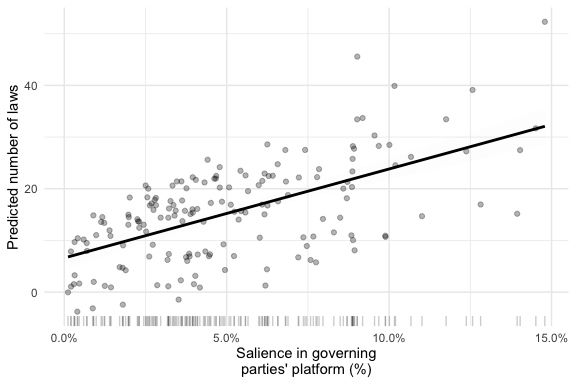 Predicted number of laws
40
20
0
0.0%
5.0%
10.0%
15.0%
Salience in governing
parties' platform (%)